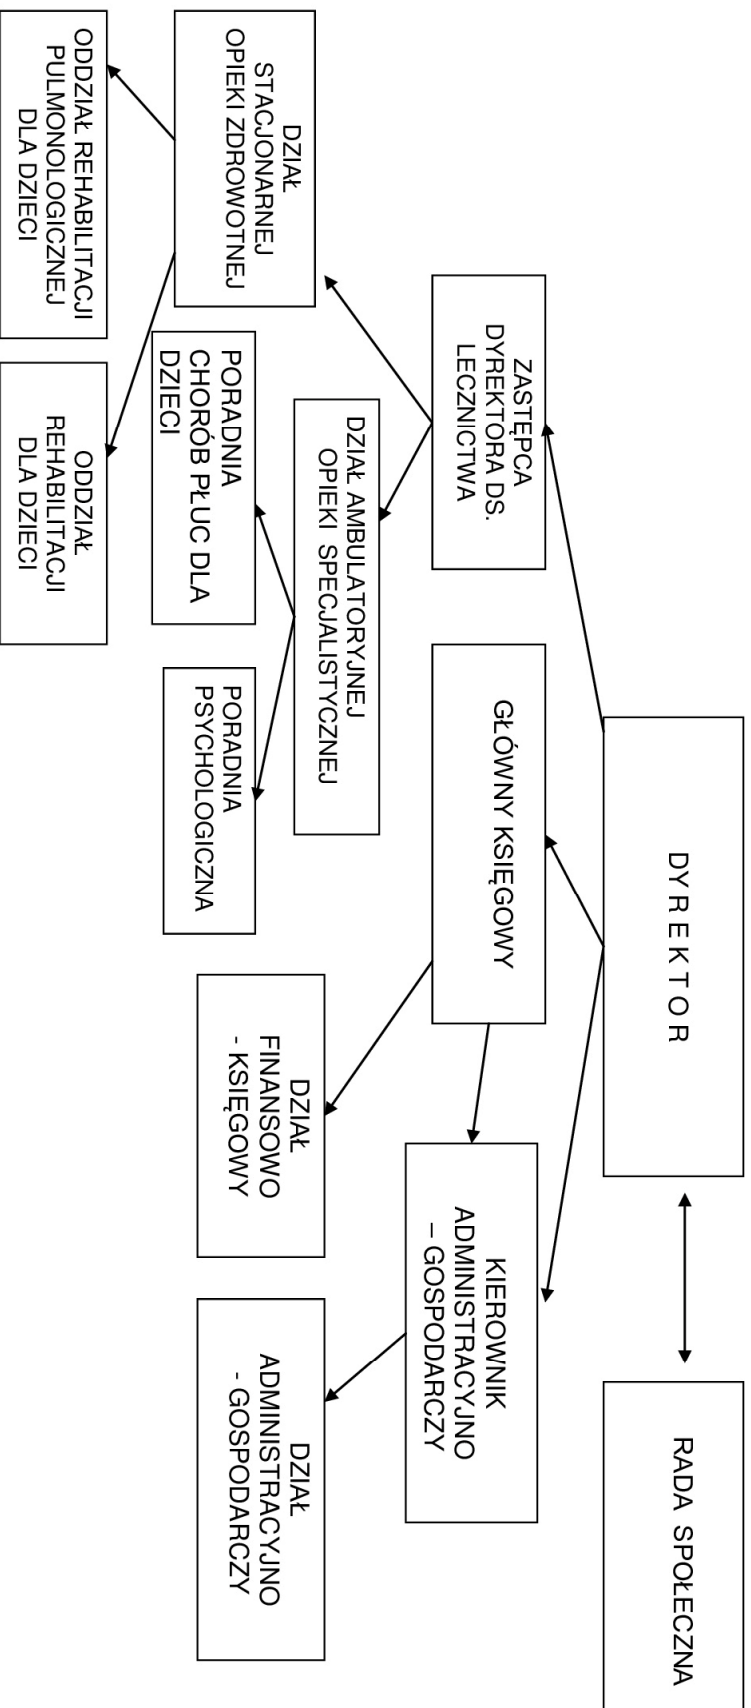 D Y R E K T O R
RADA SPOŁECZNA
ZASTĘPCA
DYREKTORA DS.
LECZNICTWA
GŁÓWNY KSIĘGOWY
KIEROWNIK
ADMINISTRACYJNO
– GOSPODARCZY
DZIAŁ
STACJONARNEJ
OPIEKI ZDROWOTNEJ
DZIAŁ AMBULATORYJNEJ
OPIEKI SPECJALISTYCZNEJ
DZIAŁ
FINANSOWO
- KSIĘGOWY
DZIAŁ
ADMINISTRACYJNO
- GOSPODARCZY
PORADNIA
CHORÓB PŁUC DLA
DZIECI
PORADNIA
PSYCHOLOGICZNA
ODDZIAŁ REHABILITACJI
PULMONOLOGICZNEJ
DLA DZIECI
ODDZIAŁ
REHABILITACJI
DLA DZIECI